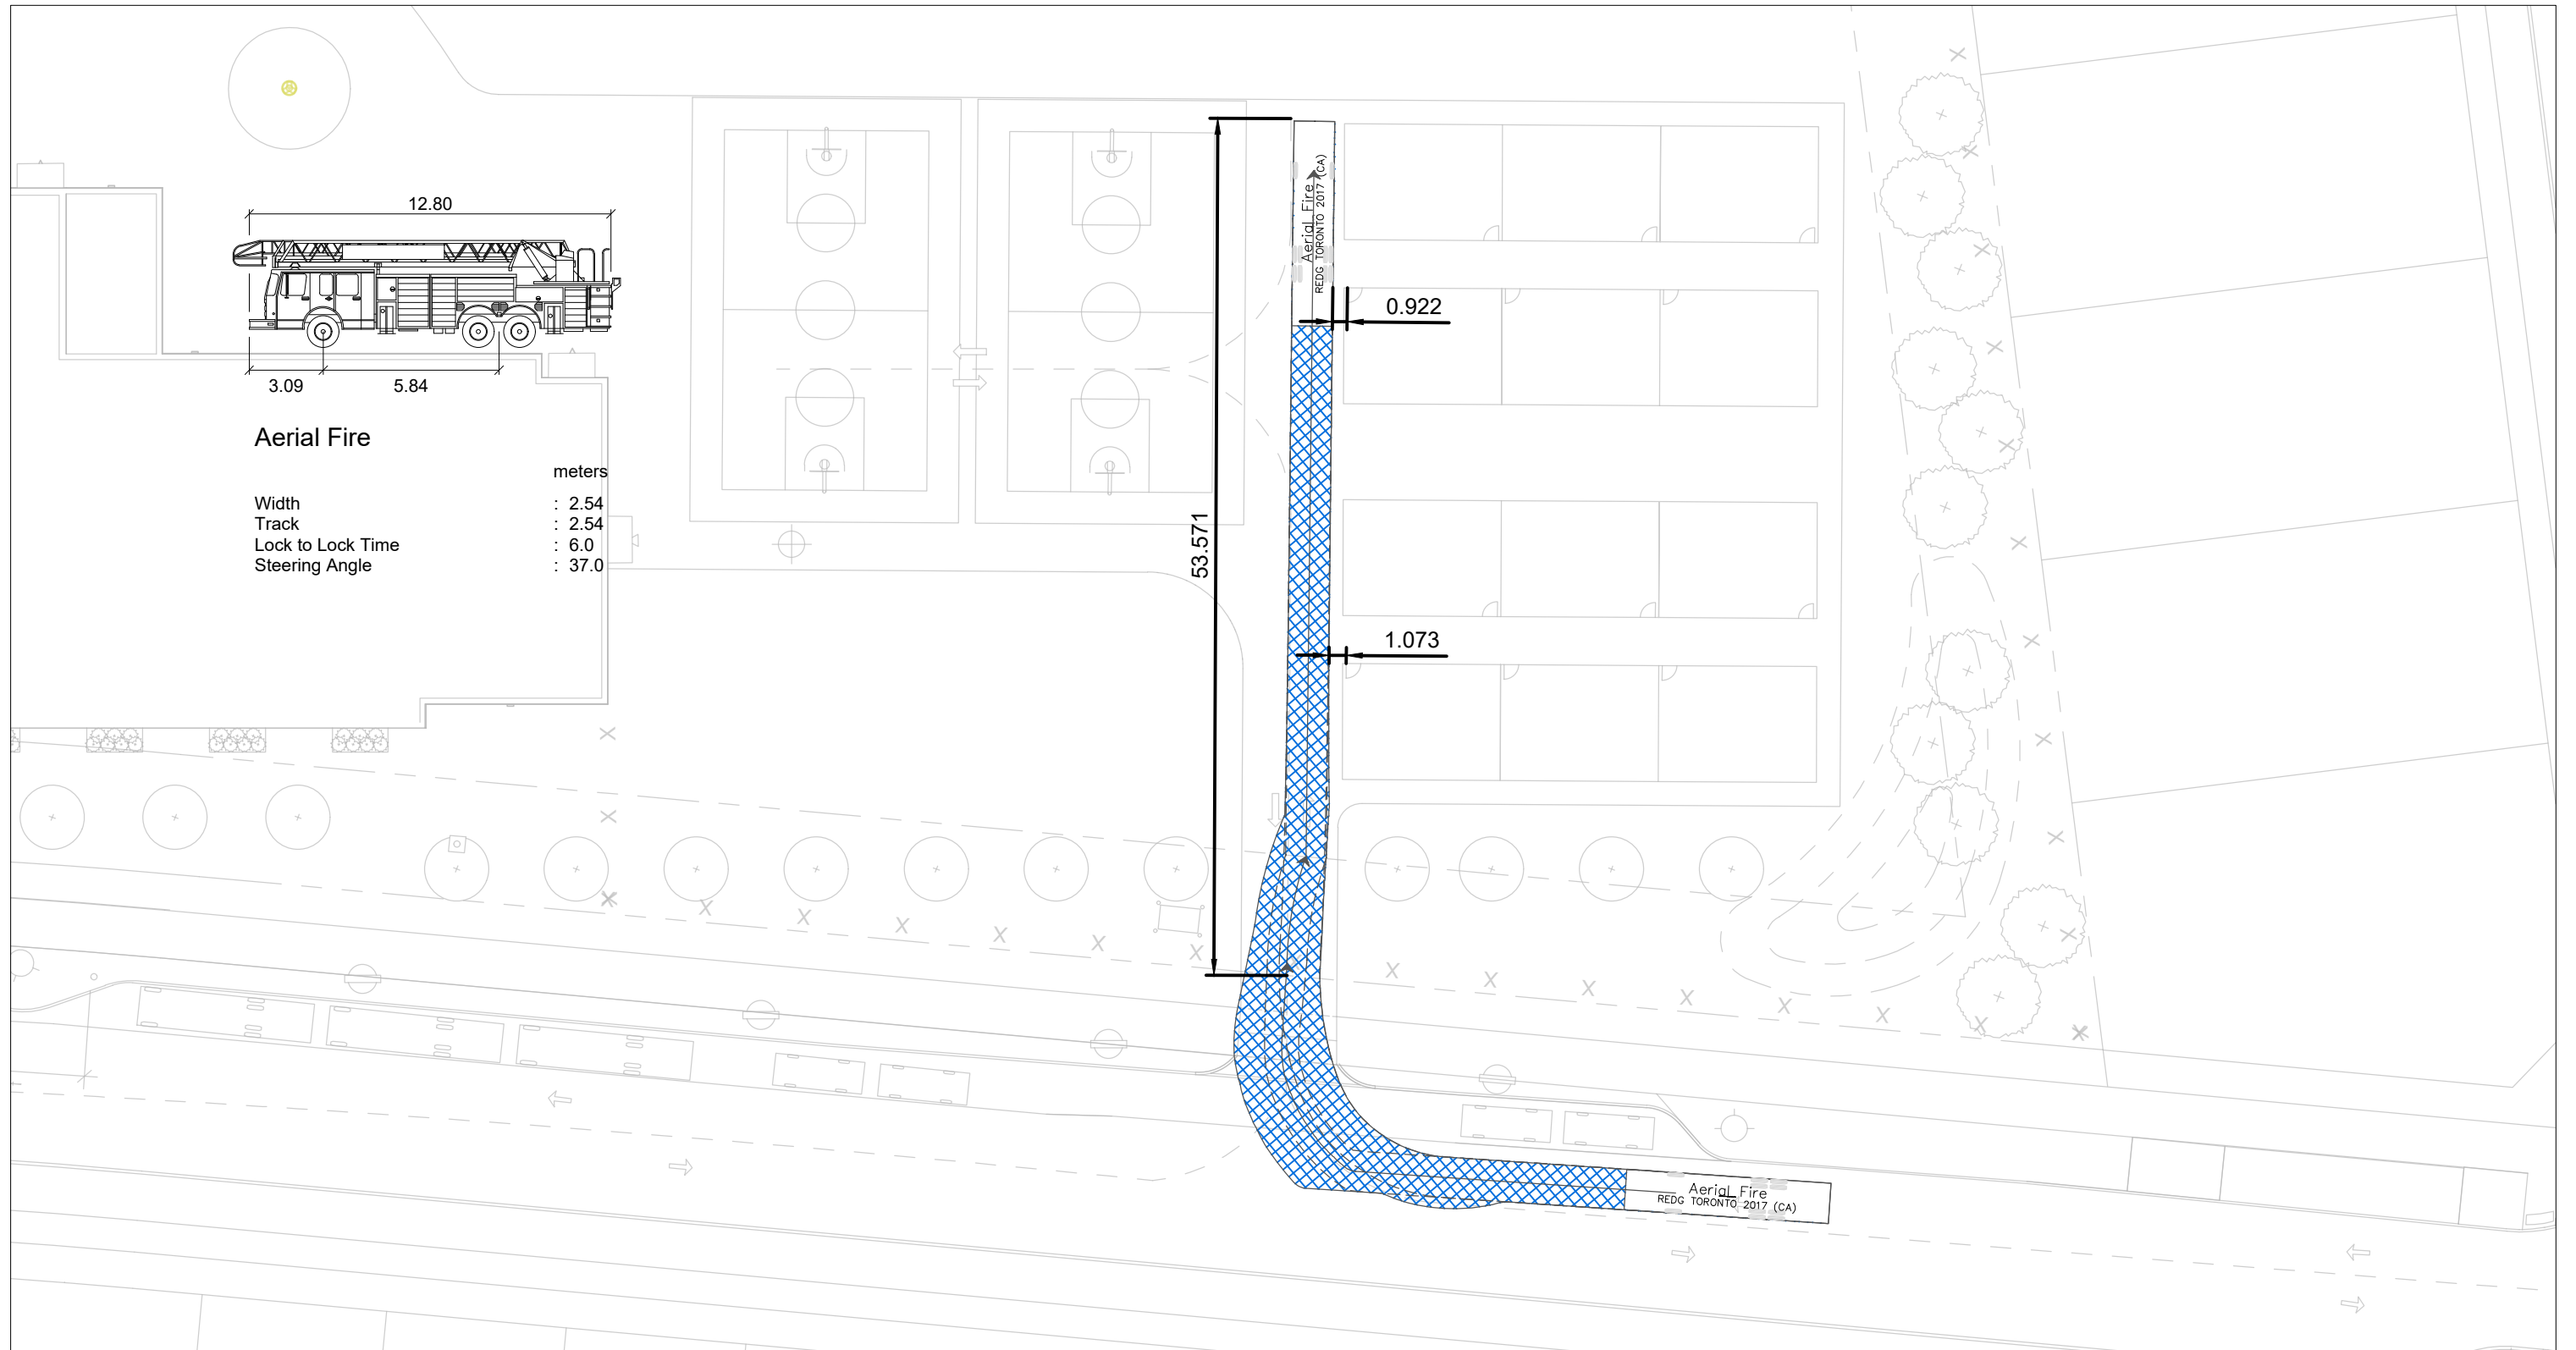 12.80
3.09
5.84
Aerial Fire
meters
Width : 2.54
Track : 2.54
Lock to Lock Time : 6.0
Steering Angle : 37.0
53.571
Aerial Fire
REDG TORONTO 2017 (CA)
0.922
1.073
Aerial Fire
REDG TORONTO 2017 (CA)